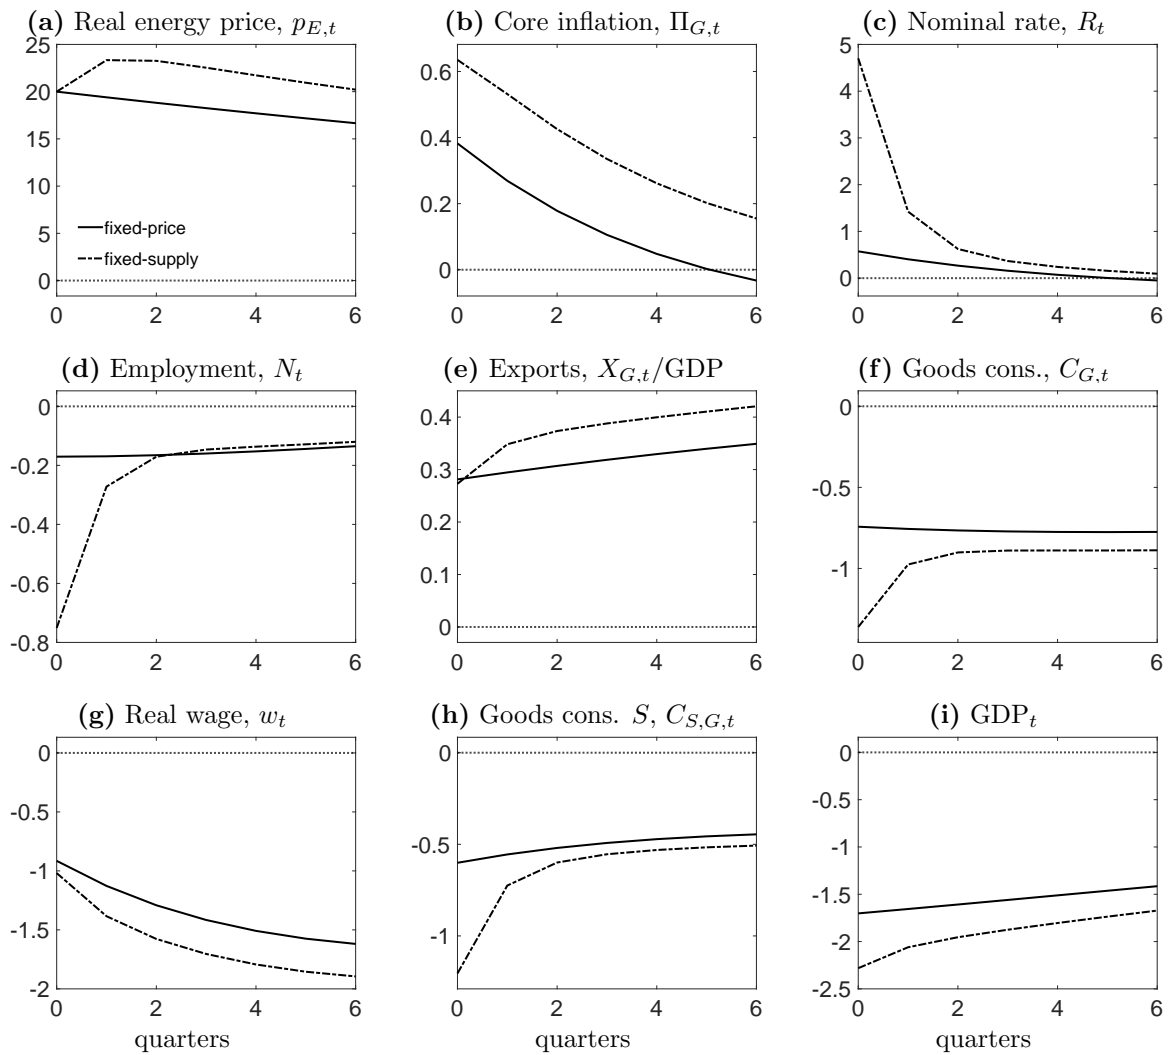 (a) Real energy price, p_{E,t}
(b) Core inflation, Π_{G,t}
(c) Nominal rate, R_t
25
20
15
10
5
0
fixed-price
fixed-supply
0 2 4 6
0.6
0.4
0.2
0
0 2 4 6
5
4
3
2
1
0
0 2 4 6
(d) Employment, N_t
(e) Exports, X_{G,t}/GDP
(f) Goods cons., C_{G,t}
0
-0.2
-0.4
-0.6
-0.8
0 2 4 6
0.4
0.3
0.2
0.1
0
0 2 4 6
0
-0.5
-1
0 2 4 6
(g) Real wage, w_t
(h) Goods cons. S, C_{S,G,t}
(i) GDP_t
0
-0.5
-1
-1.5
-2
0 2 4 6
quarters
0
-0.5
-1
0 2 4 6
quarters
0
-0.5
-1
-1.5
-2
-2.5
0 2 4 6
quarters